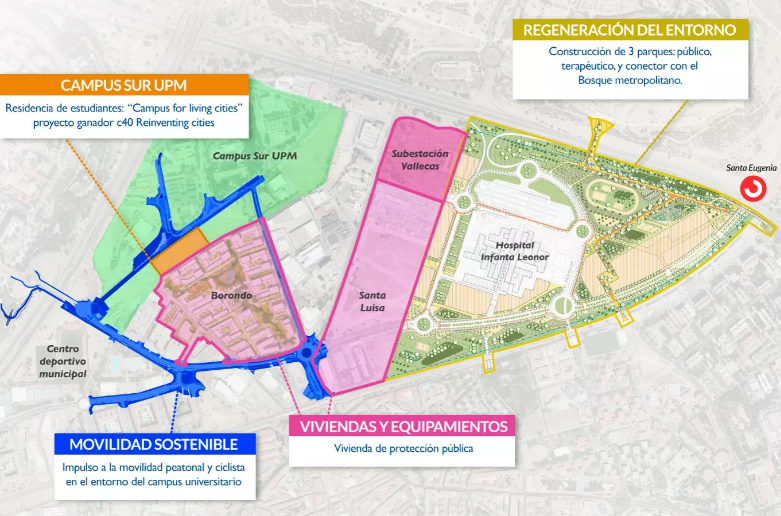 REGENERACIÓN DEL ENTORNO
Construcción de 3 parques: público,
terapéutico, y conector con el
Bosque metropolitano.
CAMPUS SUR UPM
Residencia de estudiantes: “Campus for living cities”
proyecto ganador c40 Reinventing cities
Campus Sur UPM
Subestación
Vallecas
Santa Eugenia
Hospital
Infanta Leonor
Borondo
Santa
Luisa
Centro
deportivo
municipal
VIVIENDAS Y EQUIPAMIENTOS
Vivienda de protección pública
MOVILIDAD SOSTENIBLE
Impulso a la movilidad peatonal y ciclista
en el entorno del campus universitario